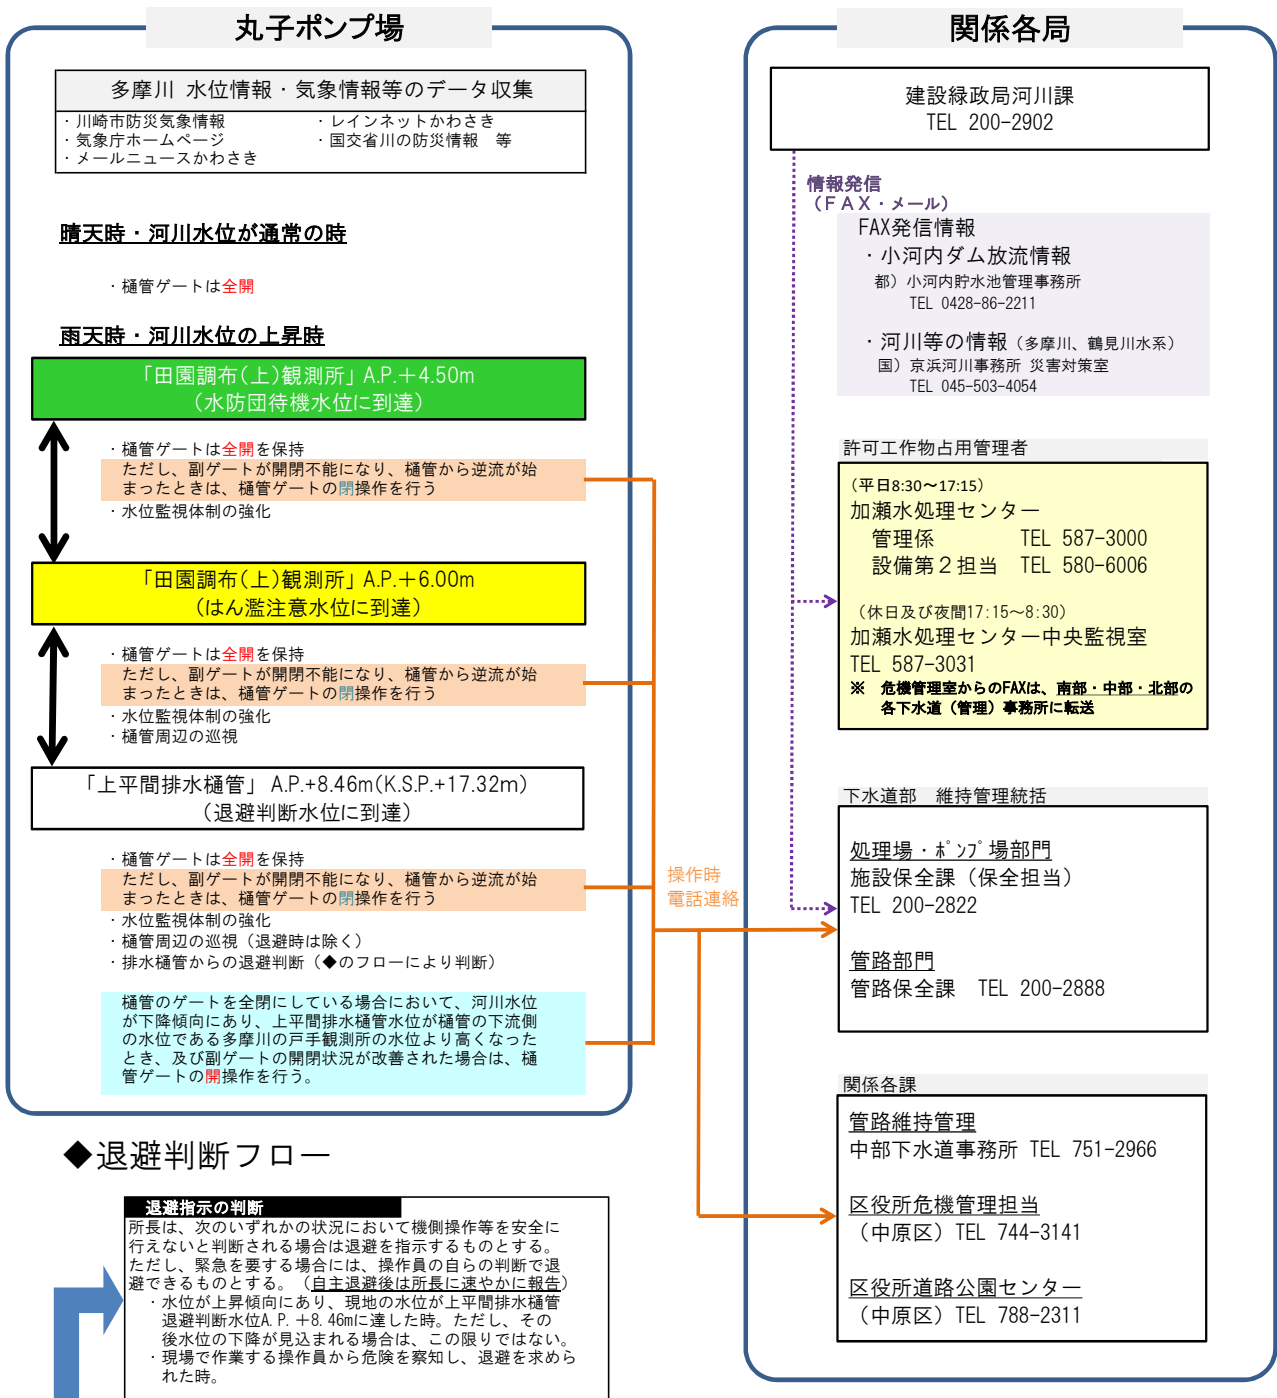 丸子ポンプ場
多摩川 水位情報・気象情報等のデータ収集
・川崎市防災気象情報　・レインネットかわさき
・気象庁ホームページ　・国交省川の防災情報　等
・メールニュースかわさき
晴天時・河川水位が通常の時
・樋管ゲートは全開
雨天時・河川水位の上昇時
「田園調布(上)観測所」A.P.＋4.50m
(水防団待機水位に到達)
・樋管ゲートは全開を保持
ただし、副ゲートが開閉不能になり、樋管から逆流が始
まったときは、樋管ゲートの閉操作を行う
・水位監視体制の強化
「田園調布(上)観測所」A.P.＋6.00m
(はん濫注意水位に到達)
・樋管ゲートは全開を保持
ただし、副ゲートが開閉不能になり、樋管から逆流が始
まったときは、樋管ゲートの閉操作を行う
・水位監視体制の強化
・樋管周辺の巡視
「上平間排水樋管」A.P.+8.46m(K.S.P.+17.32m)
(退避判断水位に到達)
・樋管ゲートは全開を保持
ただし、副ゲートが開閉不能になり、樋管から逆流が始
まったときは、樋管ゲートの閉操作を行う
・水位監視体制の強化
・樋管周辺の巡視（退避時は除く）
・排水樋管からの退避判断（◆のフローにより判断）
樋管のゲートを全閉にしている場合において、河川水位
が下降傾向にあり、上平間排水樋管水位が樋管の下流側
の水位である多摩川の戸手観測所の水位より高くなった
とき、及び副ゲートの開閉状況が改善された場合は、樋
管ゲートの開操作を行う。
操作時
電話連絡
◆退避判断フロー
退避指示の判断
所長は、次のいずれかの状況において機側操作等を安全に
行えないと判断される場合は退避を指示するものとする。
ただし、緊急を要する場合には、操作員の自らの判断で退
避できるものとする。（自主退避後は所長に速やかに報告）
・水位が上昇傾向にあり、現地の水位が上平間排水樋管
退避判断水位A.P.＋8.46mに達した時。ただし、その
後水位の下降が見込まれる場合は、この限りではない。
・現場で作業する操作員から危険を察知し、退避を求めら
れた時。
関係各局
建設緑政局河川課
TEL 200-2902
情報発信
（ＦＡＸ・メール）
FAX発信情報
・小河内ダム放流情報
都）小河内貯水池管理事務所
TEL 0428-86-2211
・河川等の情報（多摩川、鶴見川水系）
国）京浜河川事務所 災害対策室
TEL 045-503-4054
許可工作物占用管理者
（平日8:30～17:15）
加瀬水処理センター
管理係　TEL 587-3000
設備第２担当　TEL 580-6006
（休日及び夜間17:15～8:30）
加瀬水処理センター中央監視室
TEL 587-3031
※　危機管理室からのFAXは、南部・中部・北部の
各下水道（管理）事務所に転送
下水道部　維持管理統括
処理場・ﾎﾟﾝﾌﾟ場部門
施設保全課（保全担当）
TEL 200-2822
管路部門
管路保全課　TEL 200-2888
関係各課
管路維持管理
中部下水道事務所 TEL 751-2966
区役所危機管理担当
（中原区）TEL 744-3141
区役所道路公園センター
（中原区）TEL 788-2311